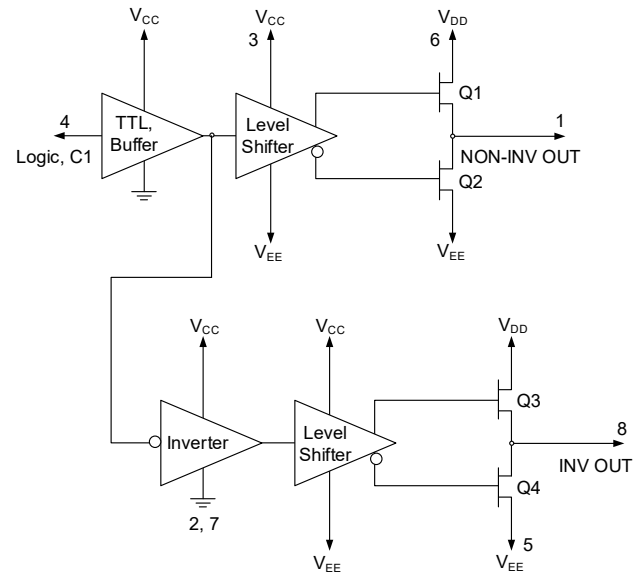 VCC
VCC
VDD
3
6
4
TTL,
Buffer
Level
Shifter
Q1
1
Logic, C1
NON-INV OUT
Q2
VEE
VEE
VCC
VCC
VDD
Inverter
Level
Shifter
Q3
8
INV OUT
Q4
2, 7
5
VEE
VEE